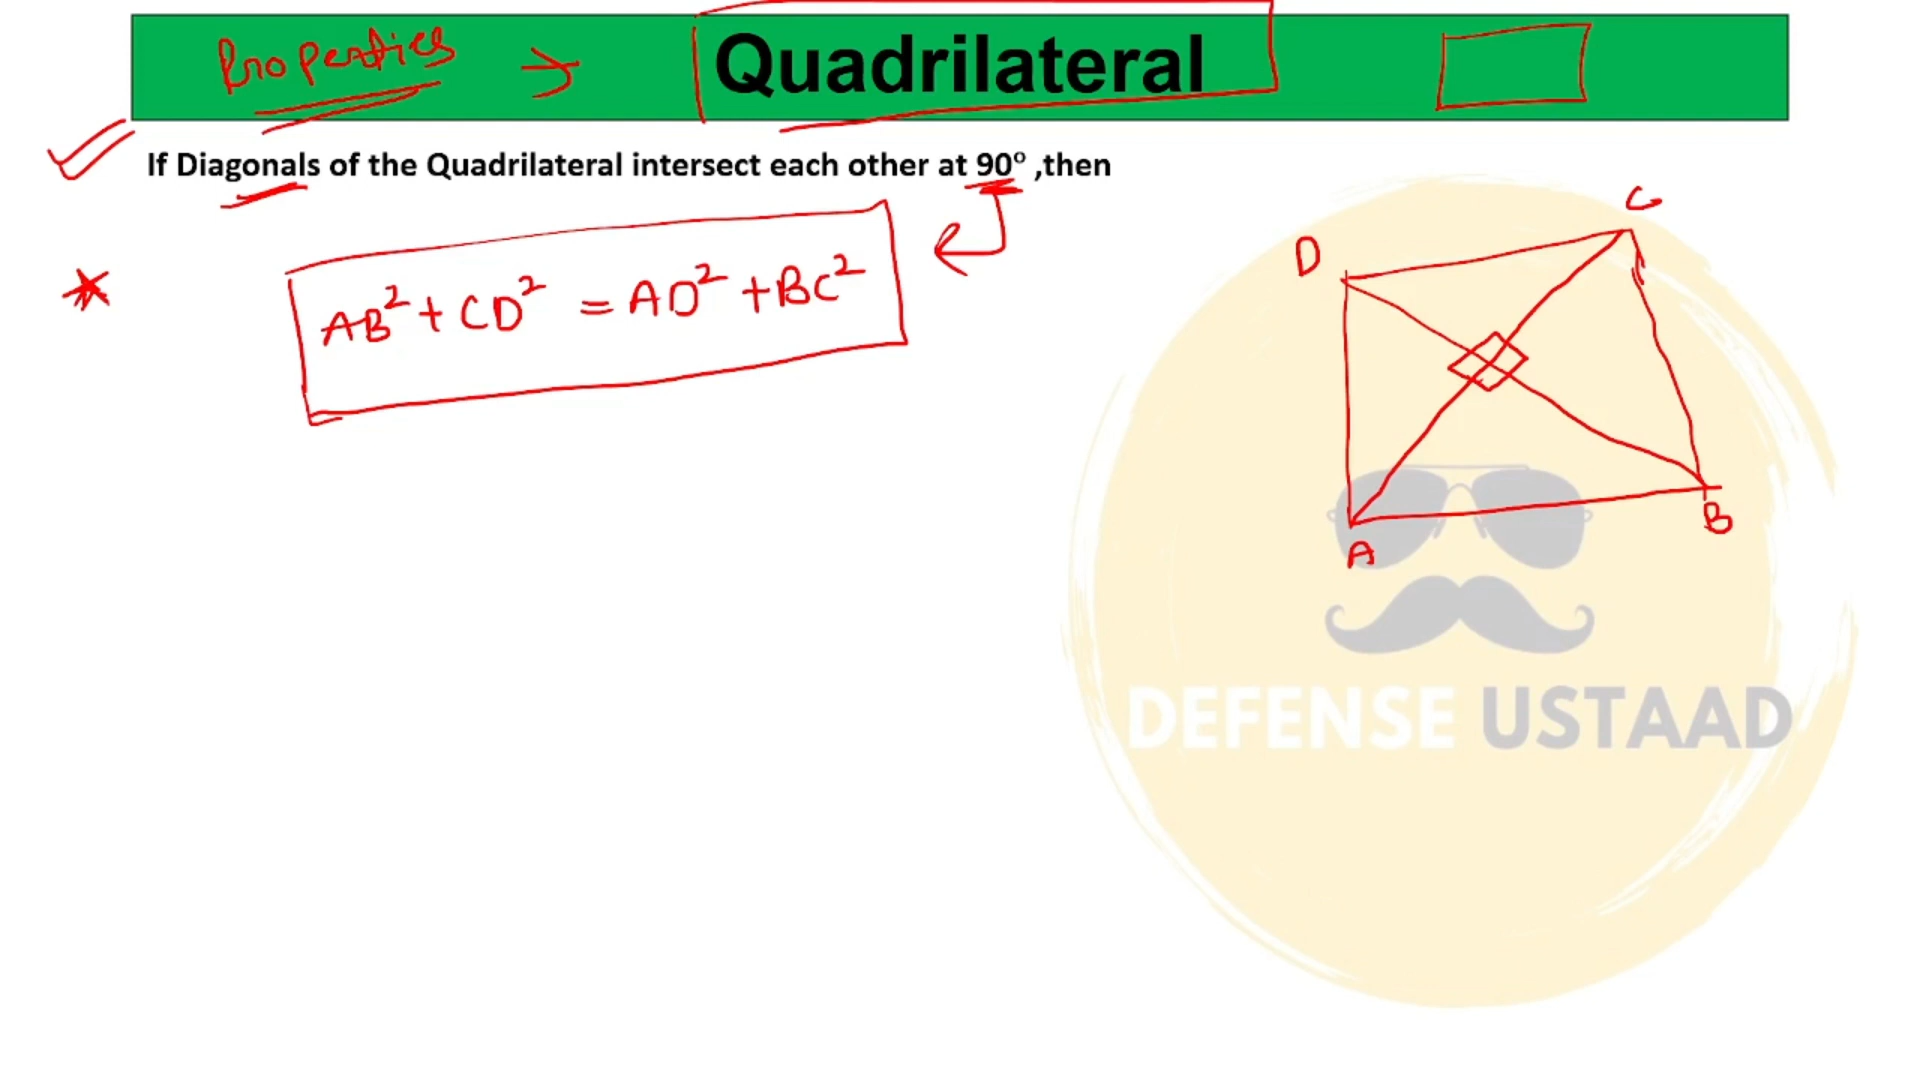 Properties → Quadrilateral
If Diagonals of the Quadrilateral intersect each other at 90° ,then
AB² + CD² = AD² + BC²
D
C
A
B
DEFENSE USTAAD